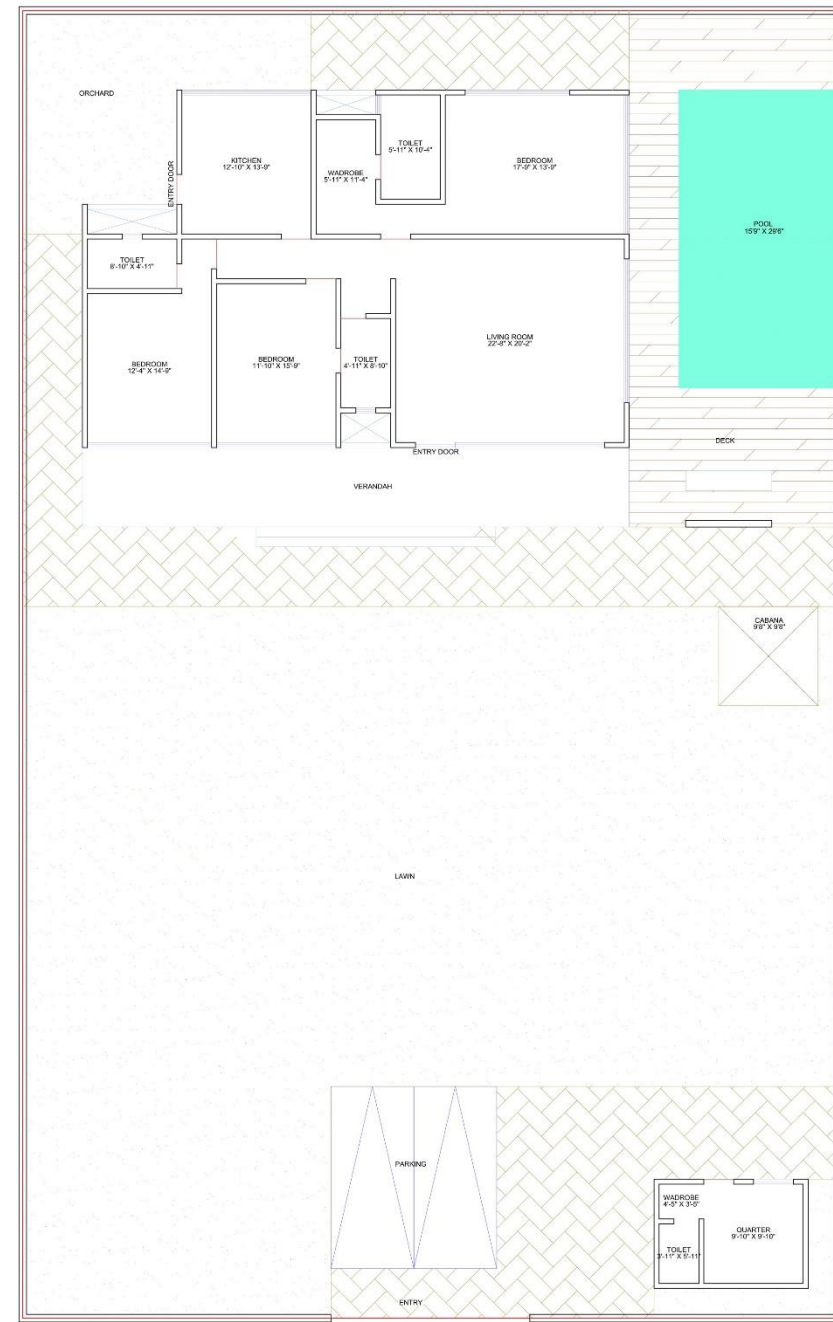 ORCHARD
KITCHEN
12'-10" X 13'-9"
ENTRY DOOR
WADROBE
5'-11" X 11'-4"
TOILET
5'-11" X 10'-4"
BEDROOM
17'-9" X 13'-9"
POOL
15'9" X 29'6"
TOILET
8'-10" X 4'-11"
BEDROOM
12'-4" X 14'-9"
BEDROOM
11'-10" X 15'-9"
TOILET
4'-11" X 8'-10"
LIVING ROOM
22'-8" X 20'-2"
ENTRY DOOR
DECK
VERANDAH
CABANA
9'8" X 9'8"
LAWN
PARKING
WADROBE
4'-5" X 3'-6"
TOILET
3'-11" X 5'-11"
QUARTER
9'-10" X 9'-10"
ENTRY